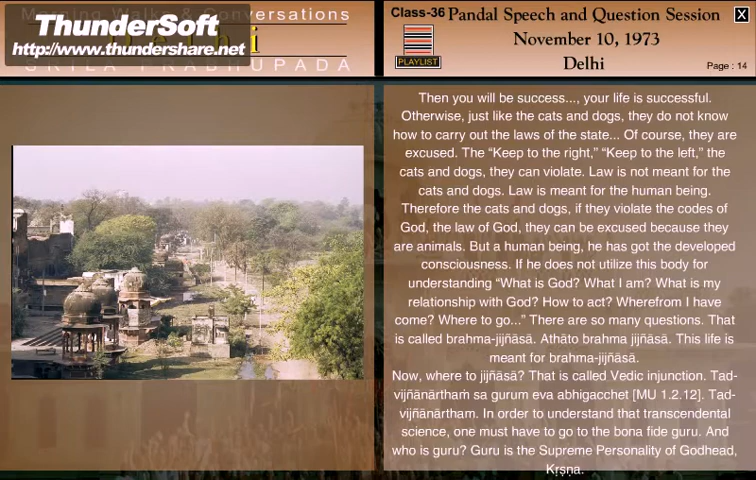 Morning Walks & Conversations
ThunderSoft
http://www.thundershare.net
SRILA PRABHUPADA
Class-36
PLAYLIST
Pandal Speech and Question Session
November 10, 1973
Delhi
X
Page : 14
Then you will be success..., your life is successful.
Otherwise, just like the cats and dogs, they do not know
how to carry out the laws of the state... Of course, they are
excused. The “Keep to the right,” “Keep to the left,” the
cats and dogs, they can violate. Law is not meant for the
cats and dogs. Law is meant for the human being.
Therefore the cats and dogs, if they violate the codes of
God, the law of God, they can be excused because they
are animals. But a human being, he has got the developed
consciousness. If he does not utilize this body for
understanding “What is God? What I am? What is my
relationship with God? How to act? Wherefrom I have
come? Where to go...” There are so many questions. That
is called brahma-jijñāsā. Athāto brahma jijñāsā. This life is
meant for brahma-jijñāsā.
Now, where to jijñāsā? That is called Vedic injunction. Tad-
vijñānārthaṁ sa gurum eva abhigacchet [MU 1.2.12]. Tad-
vijñānārtham. In order to understand that transcendental
science, one must have to go to the bona fide guru. And
who is guru? Guru is the Supreme Personality of Godhead,
Kṛṣṇa.